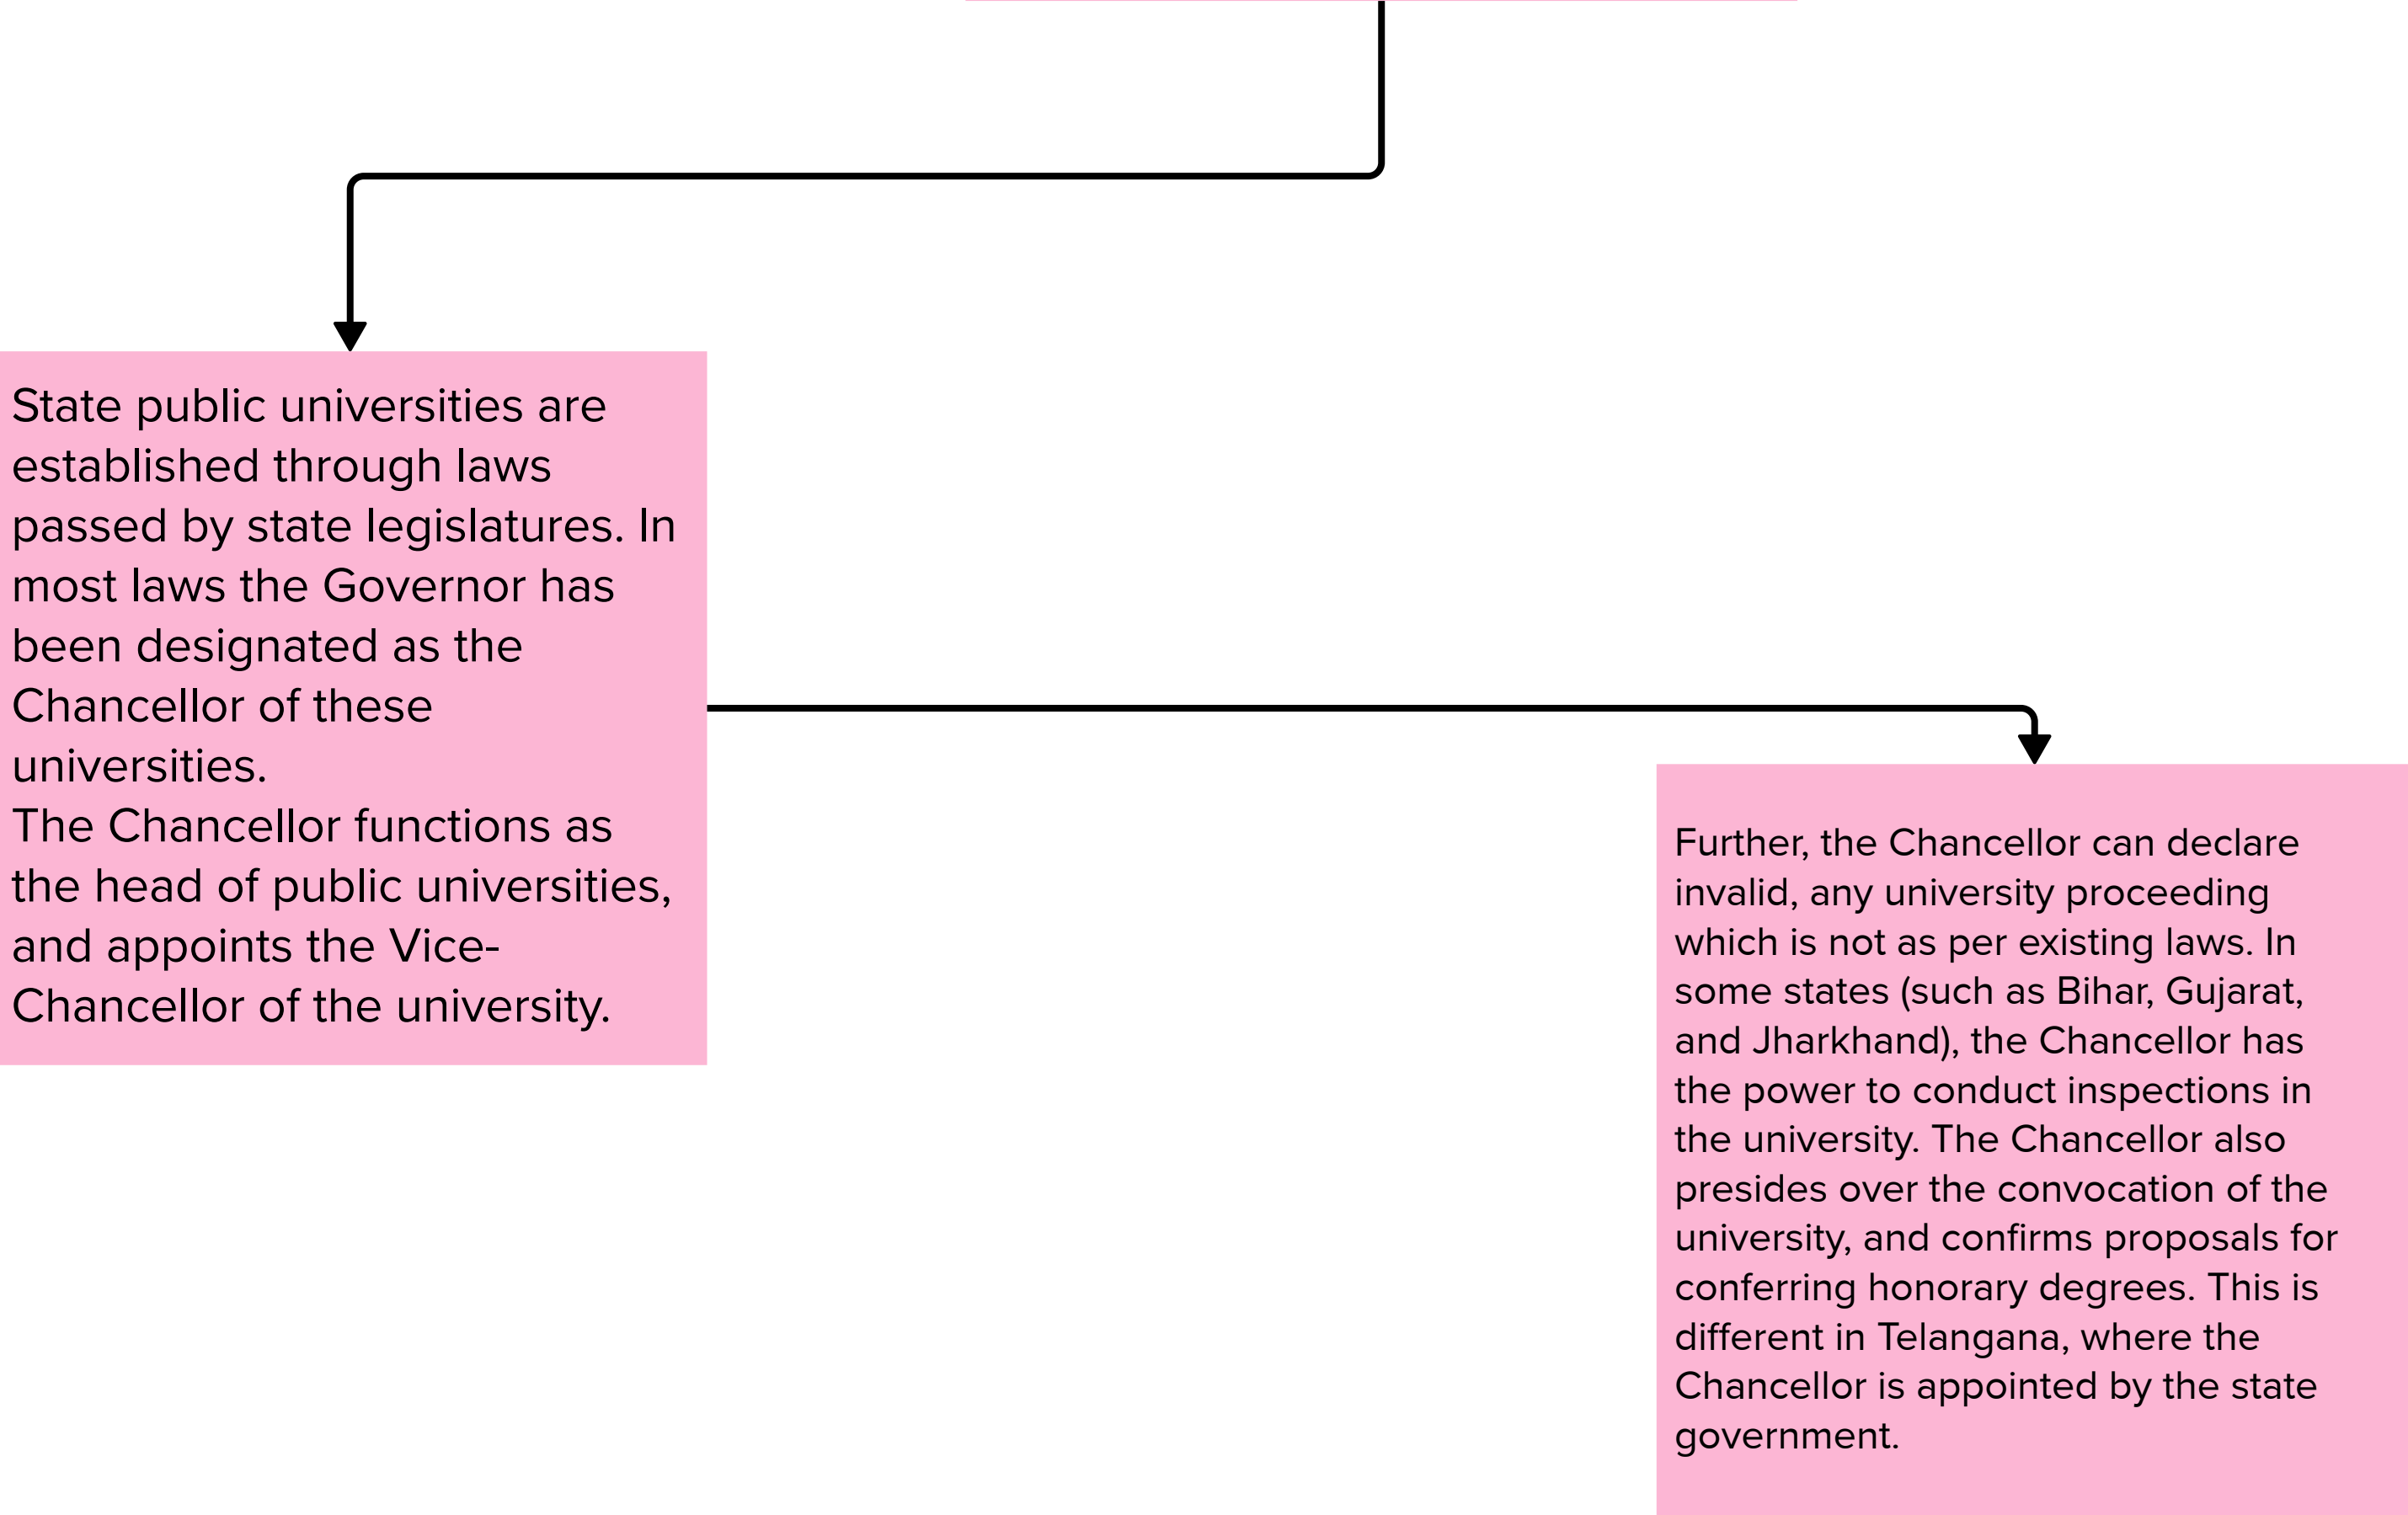 State public universities are
established through laws
passed by state legislatures. In
most laws the Governor has
been designated as the
Chancellor of these
universities.
The Chancellor functions as
the head of public universities,
and appoints the Vice-
Chancellor of the university.
Further, the Chancellor can declare
invalid, any university proceeding
which is not as per existing laws. In
some states (such as Bihar, Gujarat,
and Jharkhand), the Chancellor has
the power to conduct inspections in
the university. The Chancellor also
presides over the convocation of the
university, and confirms proposals for
conferring honorary degrees. This is
different in Telangana, where the
Chancellor is appointed by the state
government.